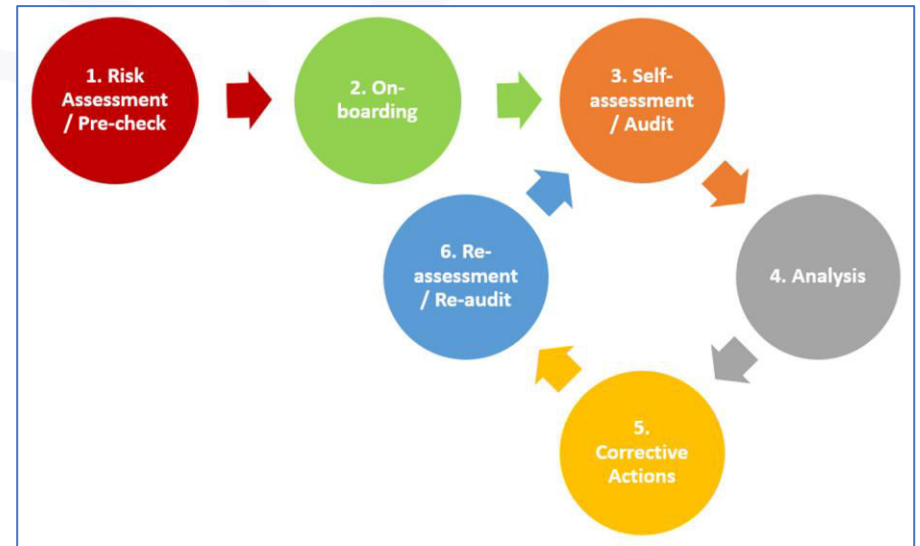 1. Risk
Assessment
/ Pre-check
2. On-
boarding
3. Self-
assessment
/ Audit
4. Analysis
5.
Corrective
Actions
6. Re-
assessment
/ Re-audit